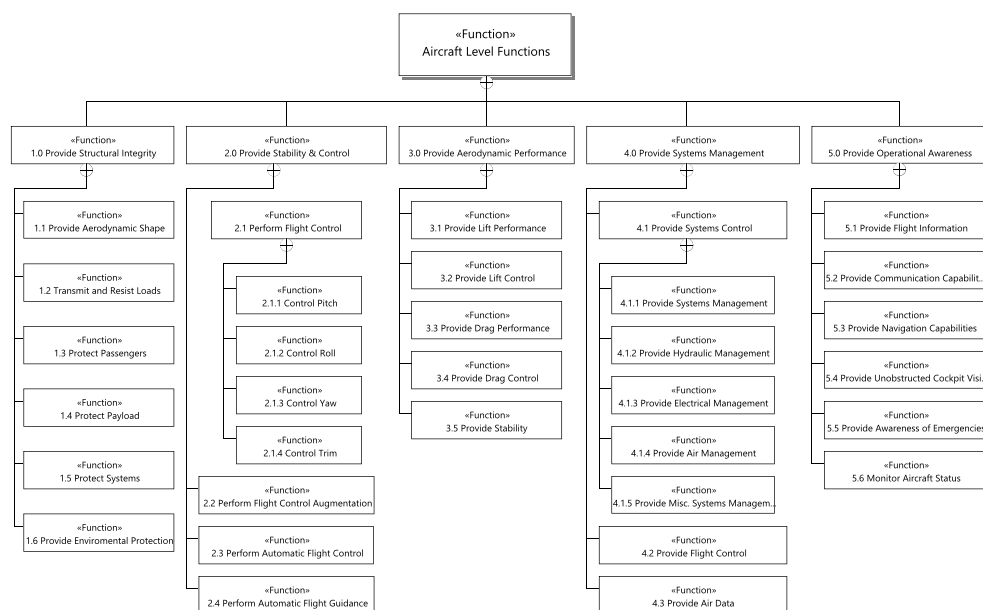 «Function»
Aircraft Level Functions
«Function»
1.0 Provide Structural Integrity
«Function»
1.1 Provide Aerodynamic Shape
«Function»
1.2 Transmit and Resist Loads
«Function»
1.3 Protect Passengers
«Function»
1.4 Protect Payload
«Function»
1.5 Protect Systems
«Function»
1.6 Provide Enviromental Protection
«Function»
2.0 Provide Stability & Control
«Function»
2.1 Perform Flight Control
«Function»
2.1.1 Control Pitch
«Function»
2.1.2 Control Roll
«Function»
2.1.3 Control Yaw
«Function»
2.1.4 Control Trim
«Function»
2.2 Perform Flight Control Augmentation
«Function»
2.3 Perform Automatic Flight Control
«Function»
2.4 Perform Automatic Flight Guidance
«Function»
3.0 Provide Aerodynamic Performance
«Function»
3.1 Provide Lift Performance
«Function»
3.2 Provide Lift Control
«Function»
3.3 Provide Drag Performance
«Function»
3.4 Provide Drag Control
«Function»
3.5 Provide Stability
«Function»
4.0 Provide Systems Management
«Function»
4.1 Provide Systems Control
«Function»
4.1.1 Provide Systems Management
«Function»
4.1.2 Provide Hydraulic Management
«Function»
4.1.3 Provide Electrical Management
«Function»
4.1.4 Provide Air Management
«Function»
4.1.5 Provide Misc. Systems Managem..
«Function»
4.2 Provide Flight Control
«Function»
4.3 Provide Air Data
«Function»
5.0 Provide Operational Awareness
«Function»
5.1 Provide Flight Information
«Function»
5.2 Provide Communication Capabilit..
«Function»
5.3 Provide Navigation Capabilities
«Function»
5.4 Provide Unobstructed Cockpit Visi.
«Function»
5.5 Provide Awareness of Emergencies
«Function»
5.6 Monitor Aircraft Status